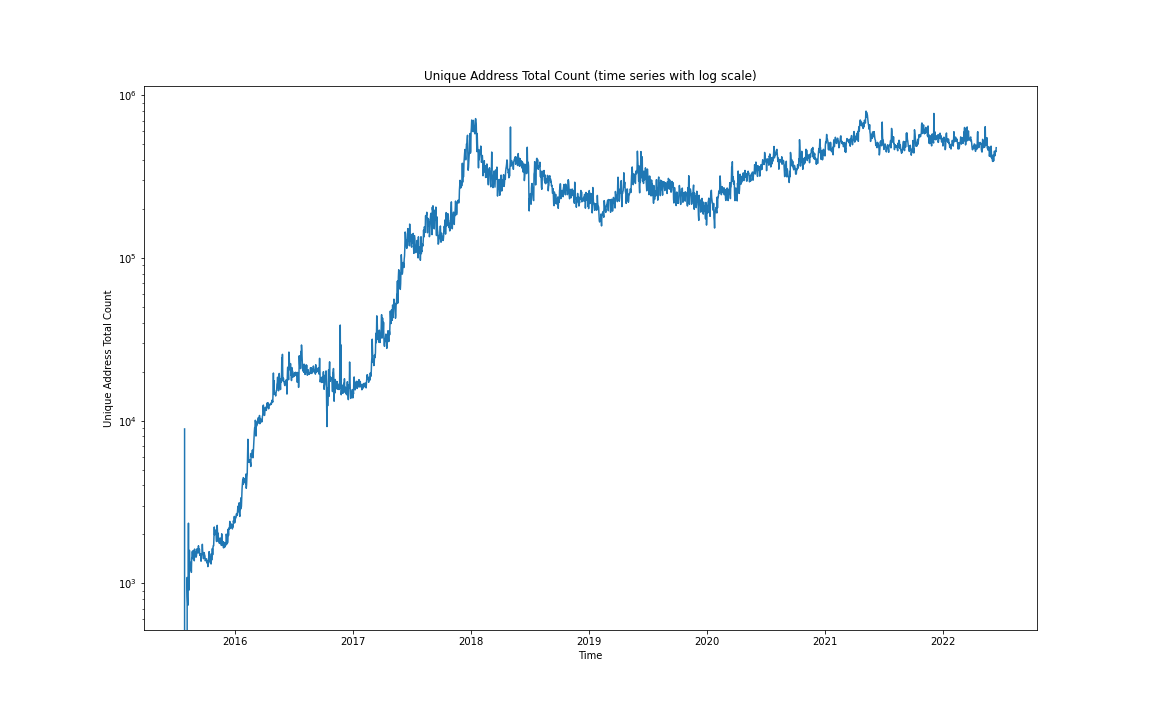 Unique Address Total Count (time series with log scale)
Unique Address Total Count
10⁶
10⁵
10⁴
10³
2016 2017 2018 2019 2020 2021 2022
Time